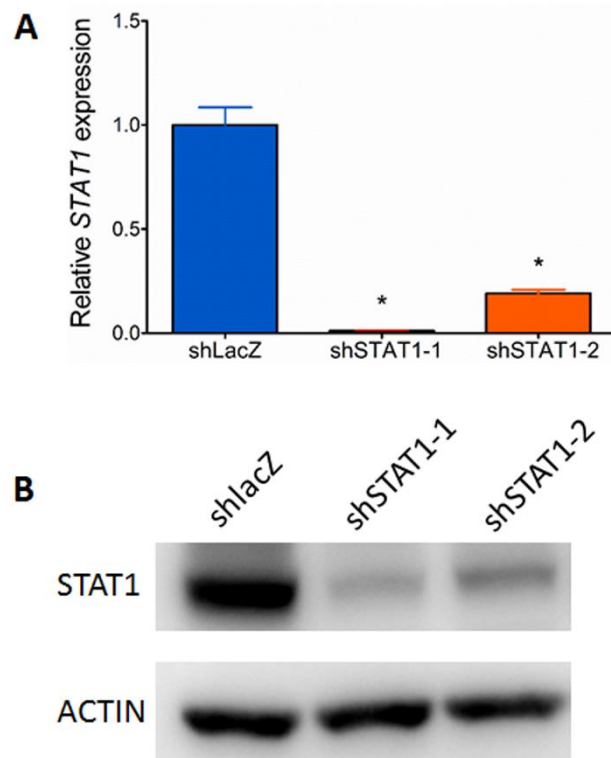 A
Relative STAT1 expression
1.5
1.0
0.5
0.0
*
*
shLacZ shSTAT1-1 shSTAT1-2
B
shlacZ shSTAT1-1 shSTAT1-2
STAT1
ACTIN